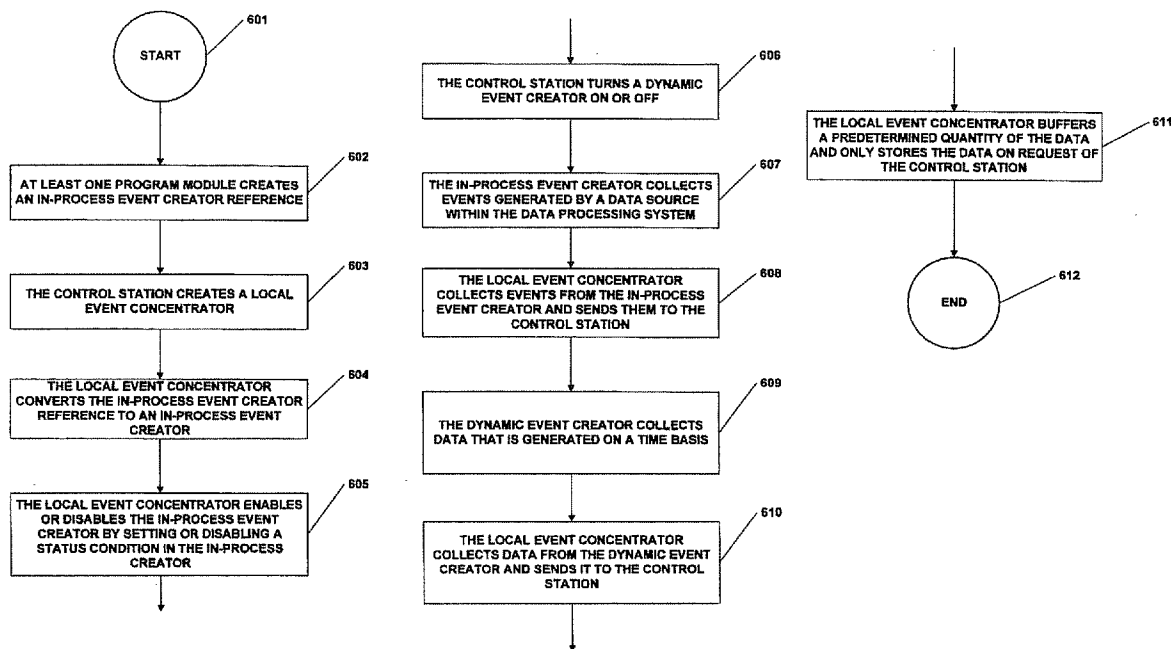 601
START
602
AT LEAST ONE PROGRAM MODULE CREATES
AN IN-PROCESS EVENT CREATOR REFERENCE
603
THE CONTROL STATION CREATES A LOCAL
EVENT CONCENTRATOR
604
THE LOCAL EVENT CONCENTRATOR
CONVERTS THE IN-PROCESS EVENT CREATOR
REFERENCE TO AN IN-PROCESS EVENT
CREATOR
605
THE LOCAL EVENT CONCENTRATOR ENABLES
OR DISABLES THE IN-PROCESS EVENT
CREATOR BY SETTING OR DISABLING A
STATUS CONDITION IN THE IN-PROCESS
CREATOR
606
THE CONTROL STATION TURNS A DYNAMIC
EVENT CREATOR ON OR OFF
607
THE IN-PROCESS EVENT CREATOR COLLECTS
EVENTS GENERATED BY A DATA SOURCE
WITHIN THE DATA PROCESSING SYSTEM
608
THE LOCAL EVENT CONCENTRATOR
COLLECTS EVENTS FROM THE IN-PROCESS
EVENT CREATOR AND SENDS THEM TO THE
CONTROL STATION
609
THE DYNAMIC EVENT CREATOR COLLECTS
DATA THAT IS GENERATED ON A TIME BASIS
610
THE LOCAL EVENT CONCENTRATOR
COLLECTS DATA FROM THE DYNAMIC EVENT
CREATOR AND SENDS IT TO THE CONTROL
STATION
611
THE LOCAL EVENT CONCENTRATOR BUFFERS
A PREDETERMINED QUANTITY OF THE DATA
AND ONLY STORES THE DATA ON REQUEST OF
THE CONTROL STATION
612
END